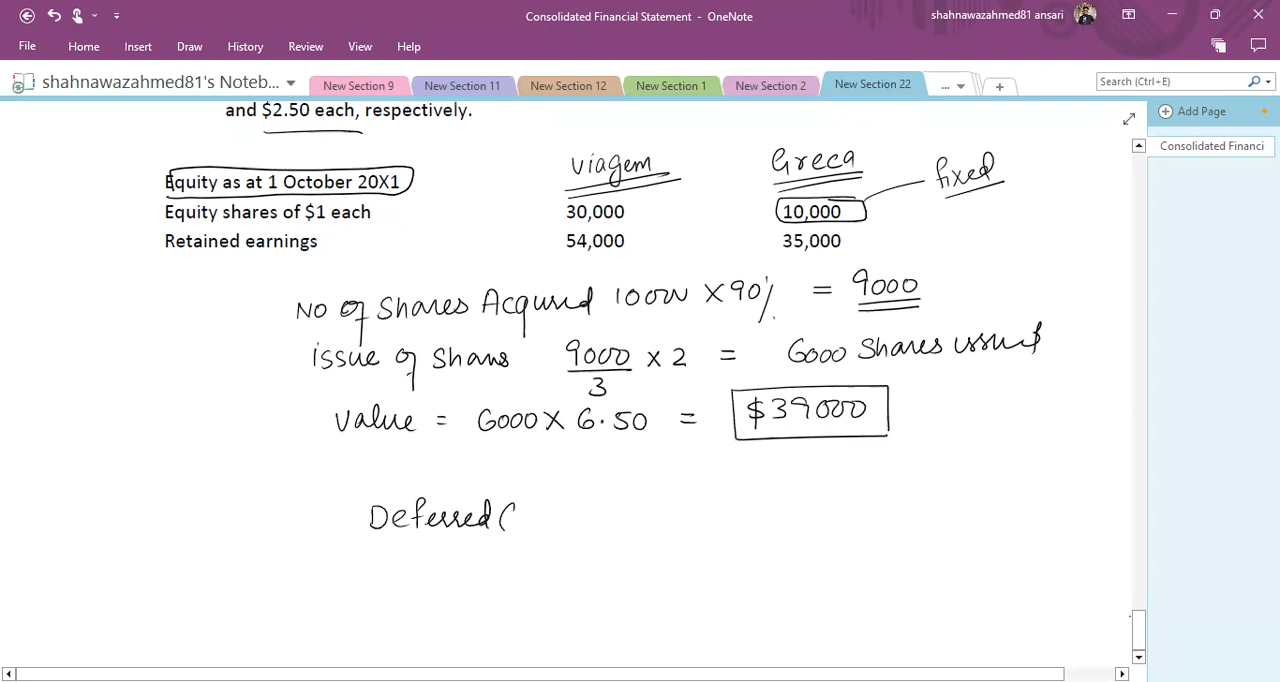 Consolidated Financial Statement - OneNote
shahnawazahmed81 ansari
File Home Insert Draw History Review View Help
shahnawazahmed81's Noteb... New Section 9 New Section 11 New Section 12 New Section 1 New Section 2 New Section 22 ... + Search (Ctrl+E)
Add Page
Consolidated Financi
and $2.50 each, respectively.
Viagem Greca fixed
Equity as at 1 October 20X1
Equity shares of $1 each 30,000 10,000
Retained earnings 54,000 35,000
No of Shares Acquired 10000 × 90% = 9000
issue of Shares 9000/3 × 2 = 6000 Shares issued
Value = 6000 × 6.50 = $39000
Deferred (